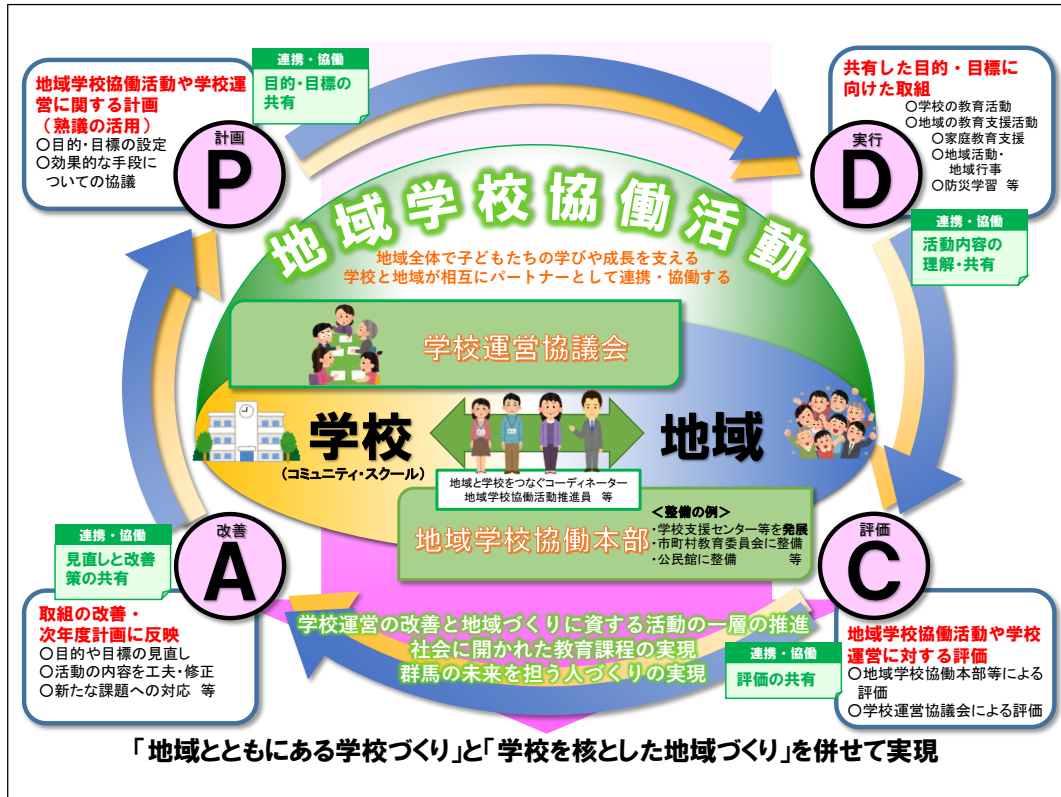 連携・協働
目的・目標の
共有
地域学校協働活動や学校運
営に関する計画
（熟議の活用）
〇目的・目標の設定
〇効果的な手段に
ついての協議
計画
P
共有した目的・目標に
向けた取組
〇学校の教育活動
〇地域の教育支援活動
〇家庭教育支援
〇地域活動・
地域行事
〇防災学習 等
実行
D
連携・協働
活動内容の
理解・共有
地域学校協働活動
地域全体で子どもたちの学びや成長を支える
学校と地域が相互にパートナーとして連携・協働する
学校運営協議会
学校
（コミュニティ・スクール）
地域
地域と学校をつなぐコーディネーター
地域学校協働活動推進員 等
地域学校協働本部
＜整備の例＞
・学校支援センター等を発展
・市町村教育委員会に整備
・公民館に整備 等
連携・協働
見直しと改善
策の共有
改善
A
取組の改善・
次年度計画に反映
〇目的や目標の見直し
〇活動の内容を工夫・修正
〇新たな課題への対応 等
評価
C
地域学校協働活動や学校
運営に対する評価
〇地域学校協働本部等による
評価
〇学校運営協議会による評価
連携・協働
評価の共有
学校運営の改善と地域づくりに資する活動の一層の推進
社会に開かれた教育課程の実現
群馬の未来を担う人づくりの実現
「地域とともにある学校づくり」と「学校を核とした地域づくり」を併せて実現